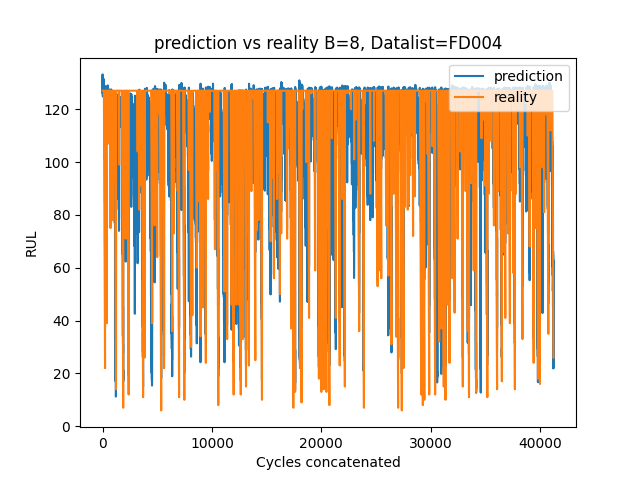 prediction vs reality B=8, Datalist=FD004
prediction
reality
RUL
120
100
80
60
40
20
0
0
10000
20000
30000
40000
Cycles concatenated